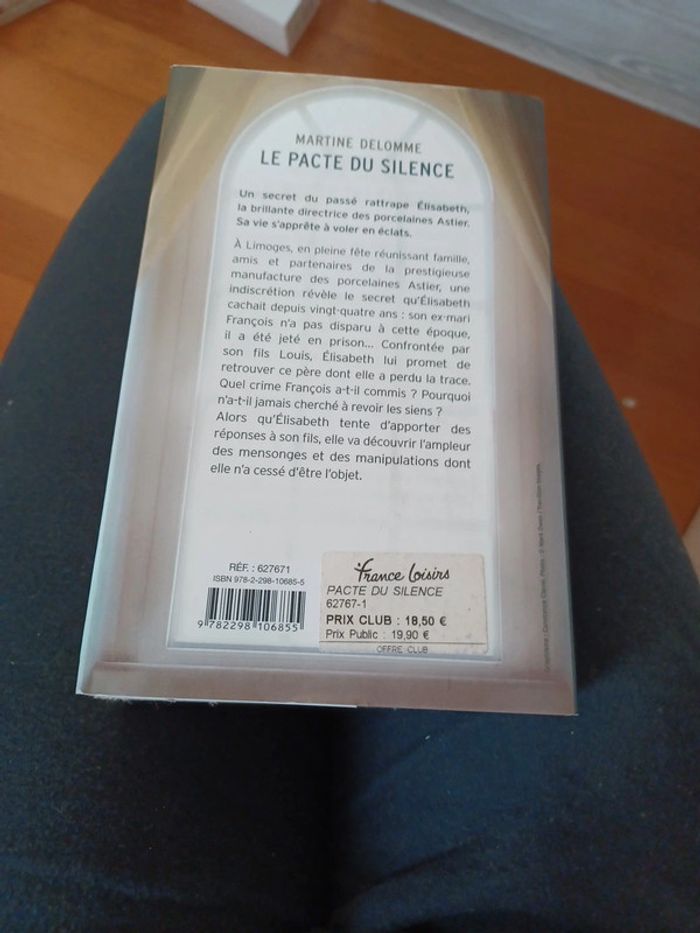 MARTINE DELOMME
LE PACTE DU SILENCE
Un secret du passé rattrape Élisabeth,
la brillante directrice des porcelaines Astier.
Sa vie s'apprête à voler en éclats.
À Limoges, en pleine fête réunissant famille,
amis et partenaires de la prestigieuse
manufacture des porcelaines Astier, une
indiscrétion révèle le secret qu'Élisabeth
cachait depuis vingt-quatre ans : son ex-mari
François n'a pas disparu à cette époque,
il a été jeté en prison... Confrontée par
son fils Louis, Élisabeth lui promet de
retrouver ce père dont elle a perdu la trace.
Quel crime François a-t-il commis ? Pourquoi
n'a-t-il jamais cherché à revoir les siens ?
Alors qu'Élisabeth tente d'apporter des
réponses à son fils, elle va découvrir l'ampleur
des mensonges et des manipulations dont
elle n'a cessé d'être l'objet.
RÉF. : 627671
ISBN 978-2-298-10685-5
9 782298 106855
France Loisirs
PACTE DU SILENCE
62767-1
PRIX CLUB : 18,50 €
Prix Public : 19,90 €
OFFRE CLUB